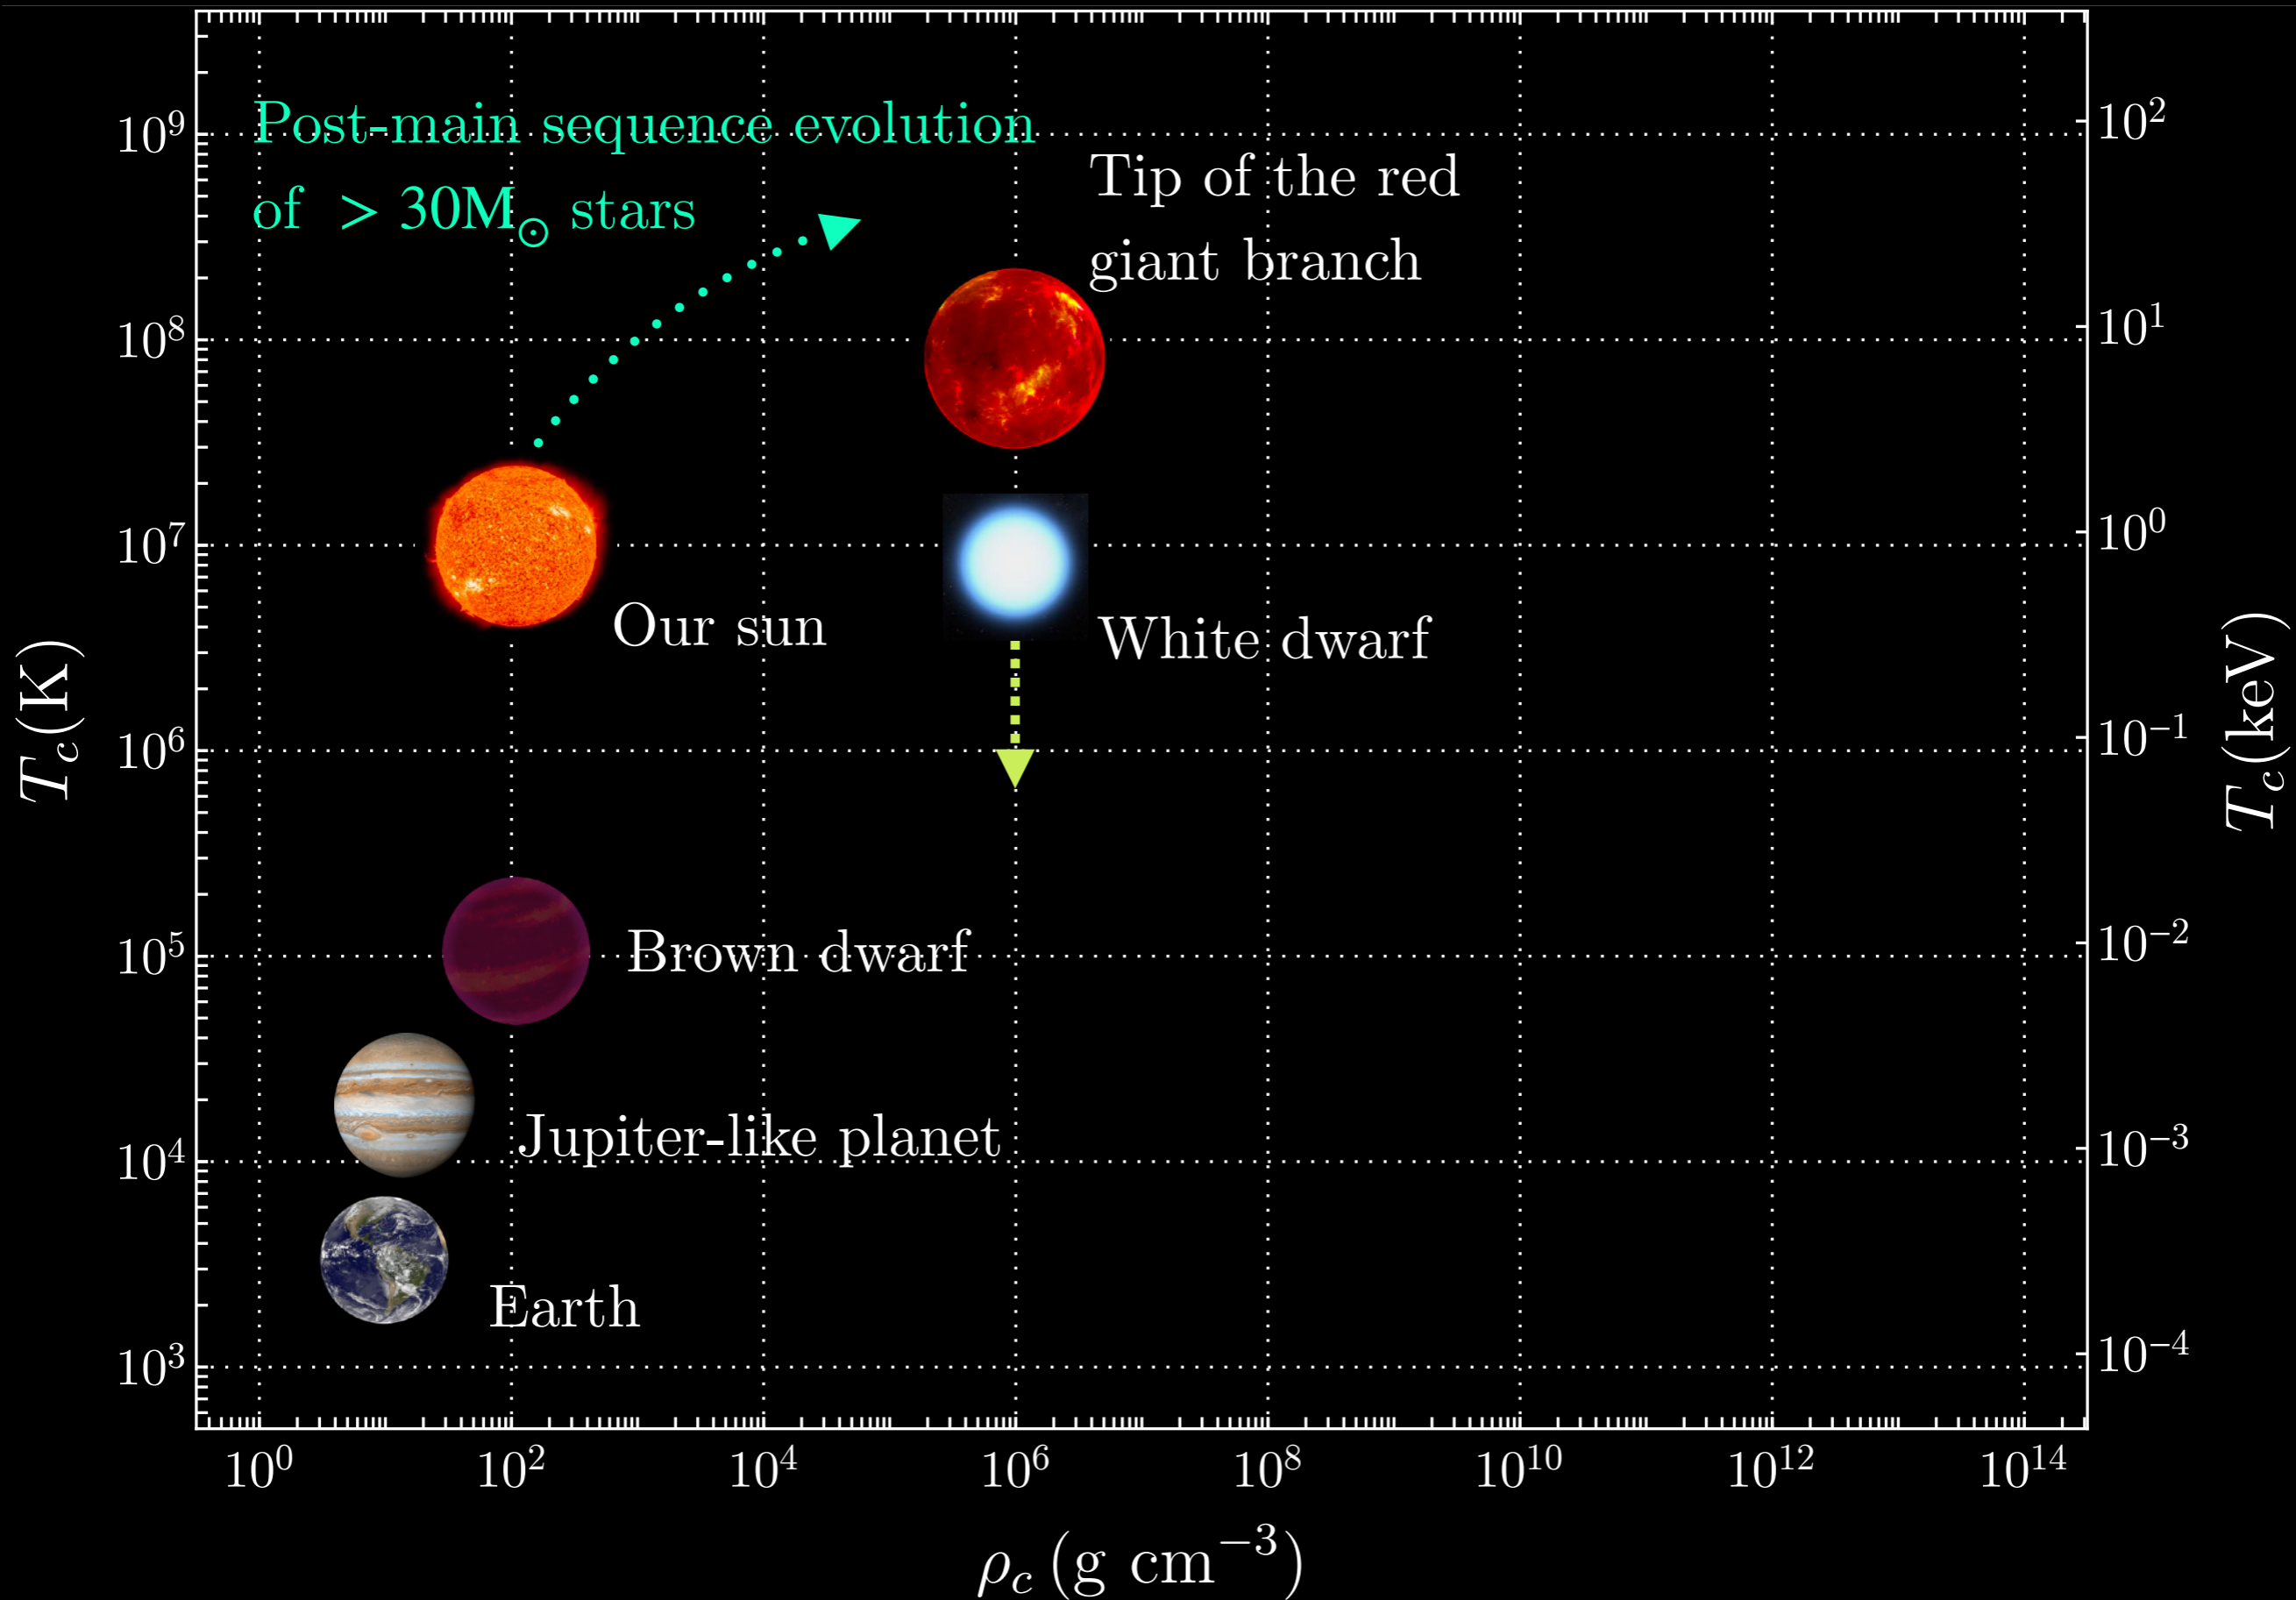 Post-main sequence evolution
of > 30M⊙ stars
Tip of the red
giant branch
Our sun
White dwarf
Brown dwarf
Jupiter-like planet
Earth
T_c(K)
10⁹
10⁸
10⁷
10⁶
10⁵
10⁴
10³
T_c(keV)
10²
10¹
10⁰
10⁻¹
10⁻²
10⁻³
10⁻⁴
10⁰ 10² 10⁴ 10⁶ 10⁸ 10¹⁰ 10¹² 10¹⁴
ρ_c (g cm⁻³)